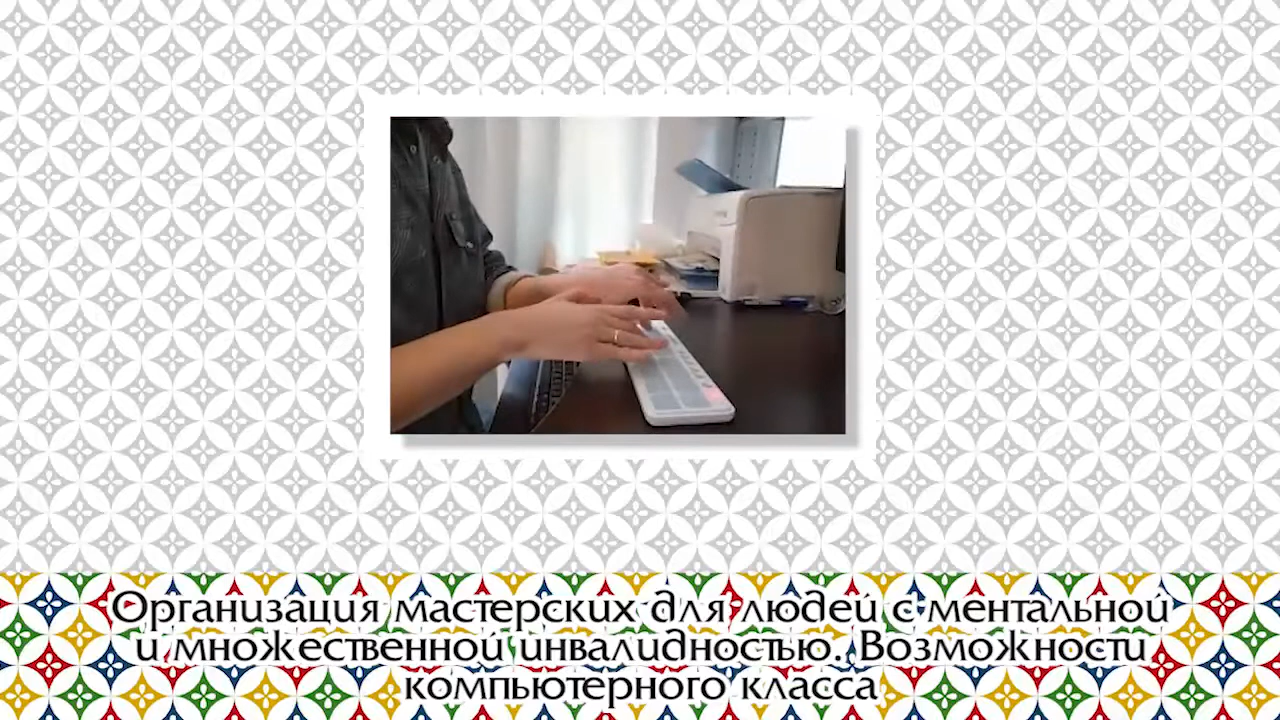 Организация мастерских для людей с ментальной
и множественной инвалидностью. Возможности
компьютерного класса